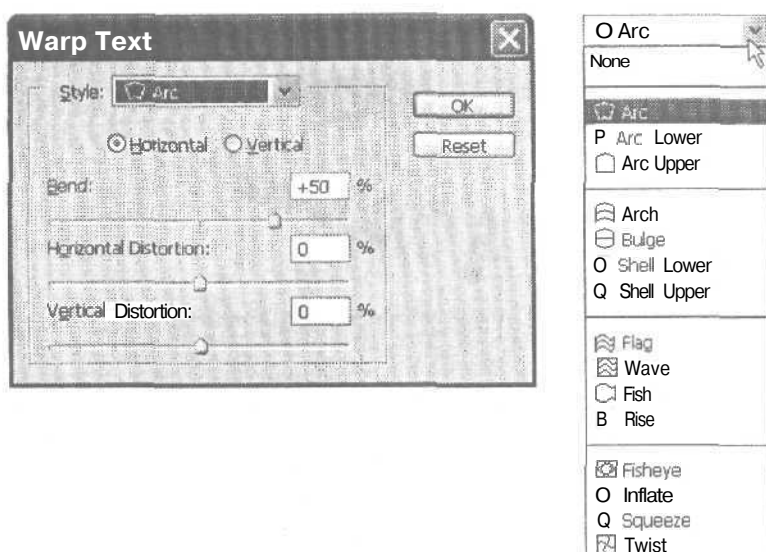 Warp Text
Style: Arc
OK
Horizontal Vertical
Reset
Bend: +50 %
Horizontal Distortion: 0 %
Vertical Distortion: 0 %
O Arc
None
Arc
P Arc Lower
Arc Upper
Arch
Bulge
O Shell Lower
Q Shell Upper
Flag
Wave
Fish
B Rise
Fisheye
O Inflate
Q Squeeze
Twist